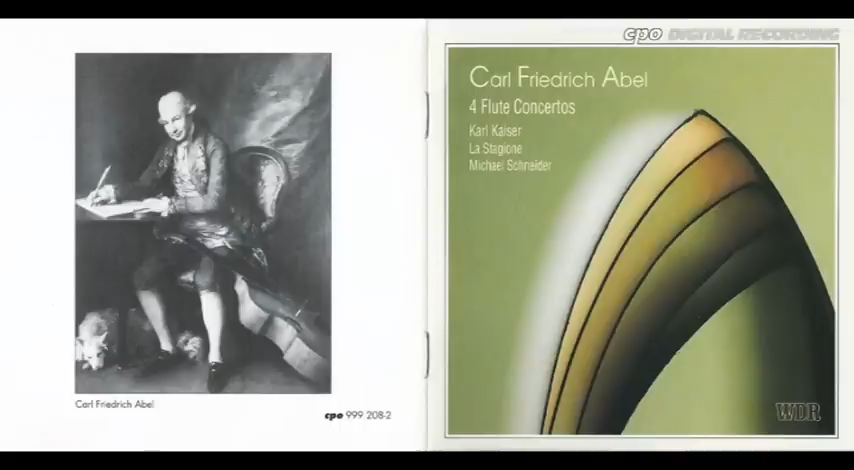 Carl Friedrich Abel
cpo 999 208-2
cpo DIGITAL RECORDING
Carl Friedrich Abel
4 Flute Concertos
Karl Kaiser
La Stagione
Michael Schneider
WDR